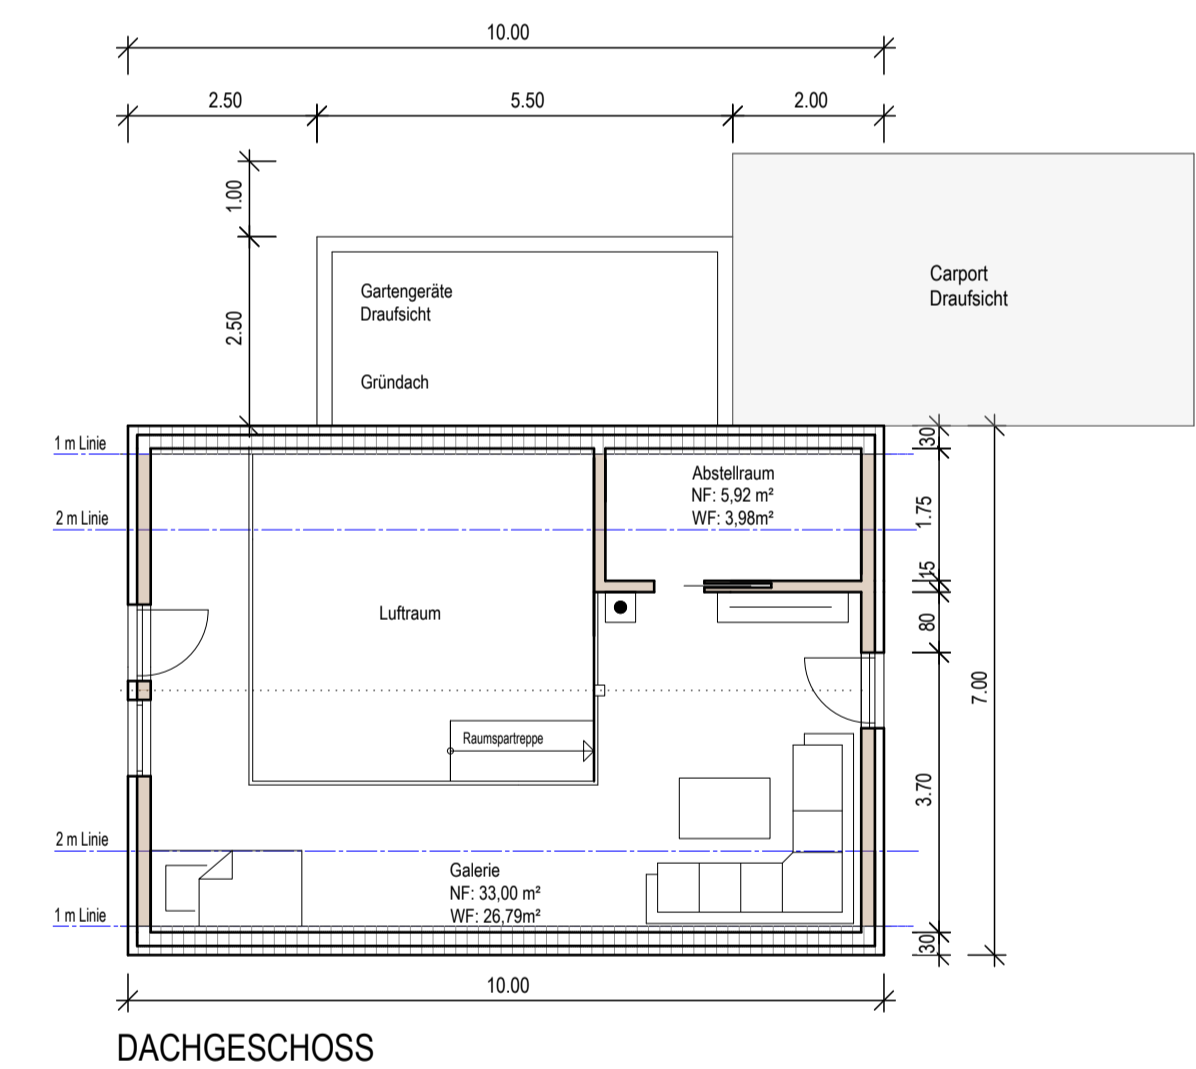 10.00
2.50
5.50
2.00
1.00
2.50
Gartengeräte
Draufsicht
Gründach
Carport
Draufsicht
1 m Linie
2 m Linie
Abstellraum
NF: 5,92 m²
WF: 3,98m²
30
1.75
15
80
3.70
30
7.00
Luftraum
Raumspartreppe
2 m Linie
1 m Linie
Galerie
NF: 33,00 m²
WF: 26,79m²
10.00
DACHGESCHOSS